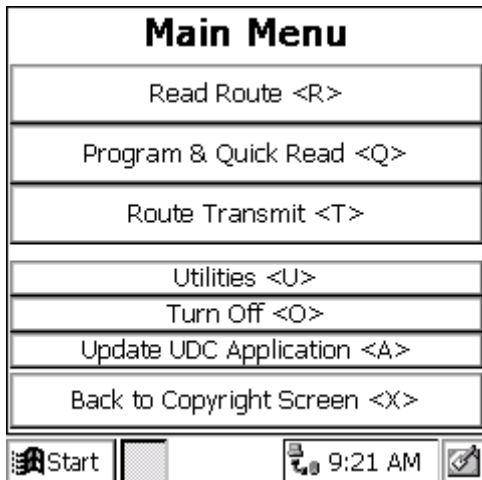 Main Menu
Read Route <R>
Program & Quick Read <Q>
Route Transmit <T>
Utilities <U>
Turn Off <O>
Update UDC Application <A>
Back to Copyright Screen <X>
Start 9:21 AM